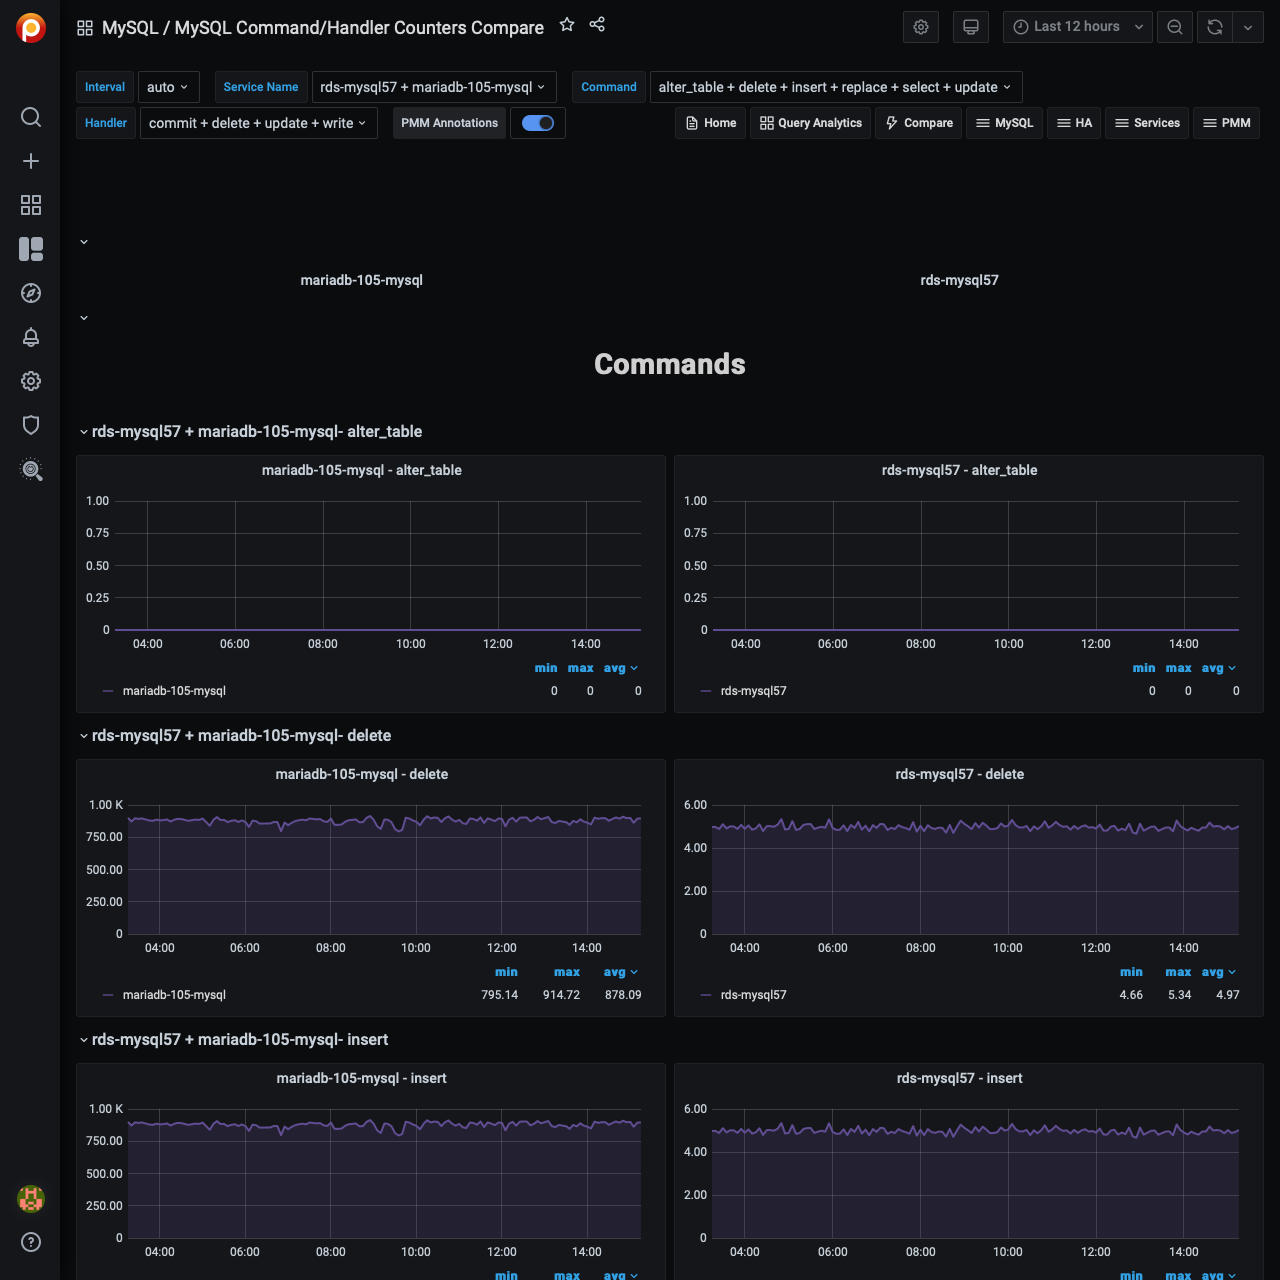 MySQL / MySQL Command/Handler Counters Compare
Last 12 hours
Interval auto Service Name rds-mysql57 + mariadb-105-mysql Command alter_table + delete + insert + replace + select + update
Handler commit + delete + update + write PMM Annotations Home Query Analytics Compare MySQL HA Services PMM
mariadb-105-mysql rds-mysql57
Commands
rds-mysql57 + mariadb-105-mysql- alter_table
mariadb-105-mysql - alter_table
1.00
0.75
0.50
0.25
0
04:00 06:00 08:00 10:00 12:00 14:00
min max avg
mariadb-105-mysql 0 0 0
rds-mysql57 - alter_table
1.00
0.75
0.50
0.25
0
04:00 06:00 08:00 10:00 12:00 14:00
min max avg
rds-mysql57 0 0 0
rds-mysql57 + mariadb-105-mysql- delete
mariadb-105-mysql - delete
1.00 K
750.00
500.00
250.00
0
04:00 06:00 08:00 10:00 12:00 14:00
min max avg
mariadb-105-mysql 795.14 914.72 878.09
rds-mysql57 - delete
6.00
4.00
2.00
0
04:00 06:00 08:00 10:00 12:00 14:00
min max avg
rds-mysql57 4.66 5.34 4.97
rds-mysql57 + mariadb-105-mysql- insert
mariadb-105-mysql - insert
1.00 K
750.00
500.00
250.00
0
04:00 06:00 08:00 10:00 12:00 14:00
min max avg
rds-mysql57 - insert
6.00
4.00
2.00
0
04:00 06:00 08:00 10:00 12:00 14:00
min max avg